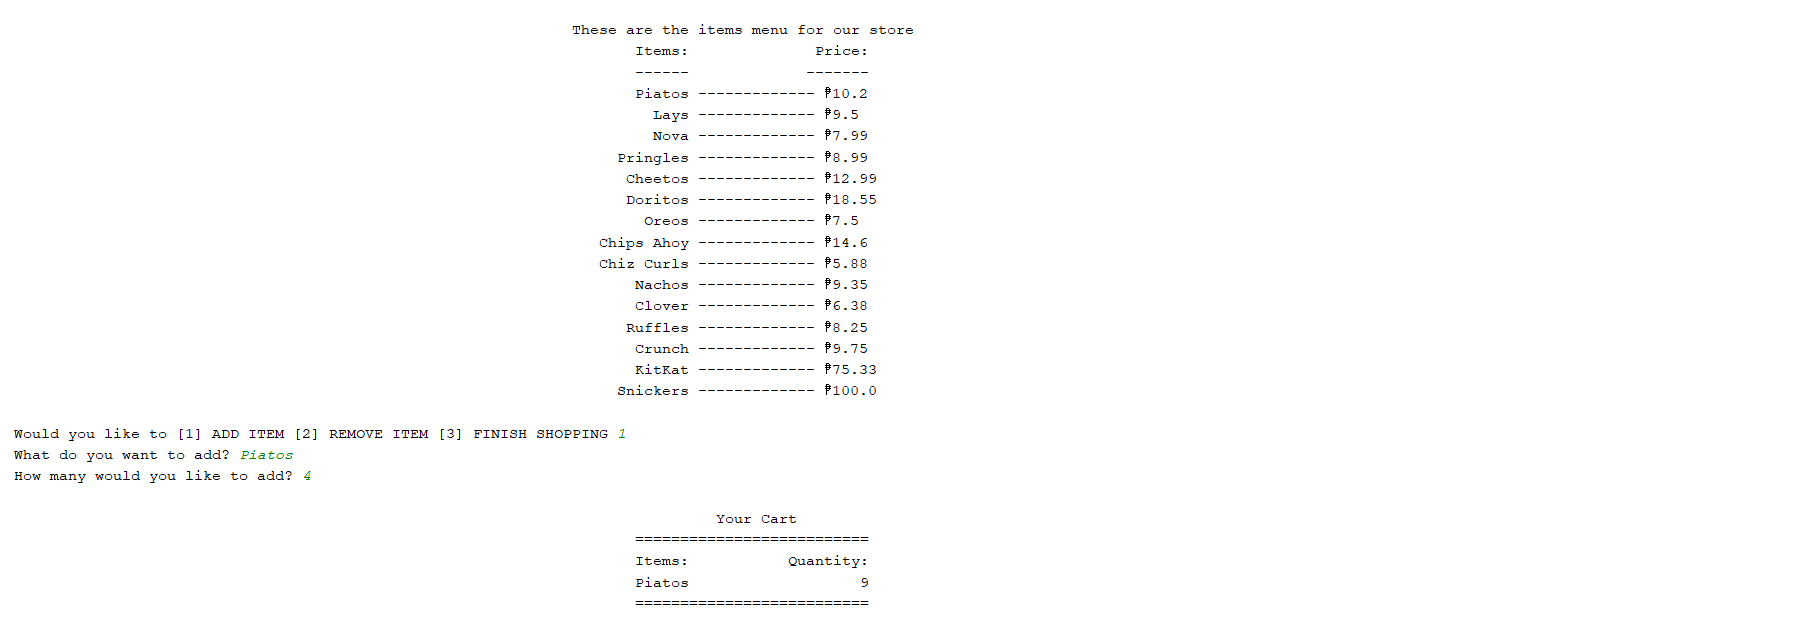 These are the items menu for our store
Items: Price:
------ -------
Piatos ------------- ₱10.2
Lays ------------- ₱9.5
Nova ------------- ₱7.99
Pringles ------------- ₱8.99
Cheetos ------------- ₱12.99
Doritos ------------- ₱18.55
Oreos ------------- ₱7.5
Chips Ahoy ------------- ₱14.6
Chiz Curls ------------- ₱5.88
Nachos ------------- ₱9.35
Clover ------------- ₱6.38
Ruffles ------------- ₱8.25
Crunch ------------- ₱9.75
KitKat ------------- ₱75.33
Snickers ------------- ₱100.0
Would you like to [1] ADD ITEM [2] REMOVE ITEM [3] FINISH SHOPPING 1
What do you want to add? Piatos
How many would you like to add? 4
Your Cart
==========================
Items: Quantity:
Piatos 9
==========================